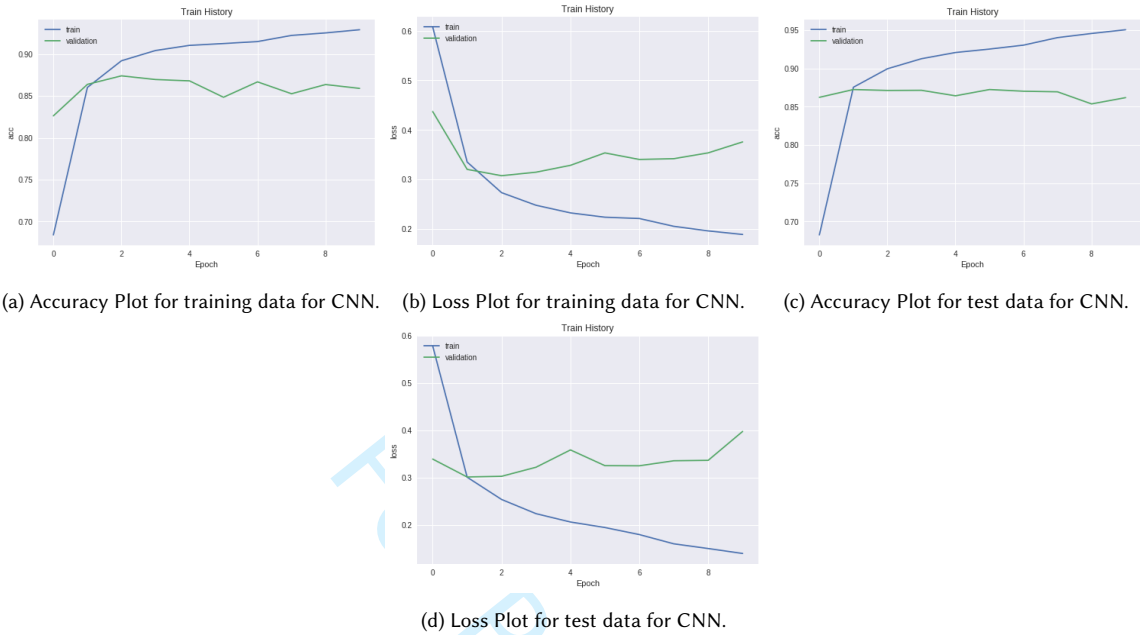 Train History
train
validation
acc
0.90
0.85
0.80
0.75
0.70
0 2 4 6 8
Epoch
Train History
train
validation
loss
0.6
0.5
0.4
0.3
0.2
0 2 4 6 8
Epoch
Train History
train
validation
acc
0.95
0.90
0.85
0.80
0.75
0.70
0 2 4 6 8
Epoch
(a) Accuracy Plot for training data for CNN.
(b) Loss Plot for training data for CNN.
(c) Accuracy Plot for test data for CNN.
Train History
train
validation
loss
0.6
0.5
0.4
0.3
0.2
0 2 4 6 8
Epoch
(d) Loss Plot for test data for CNN.